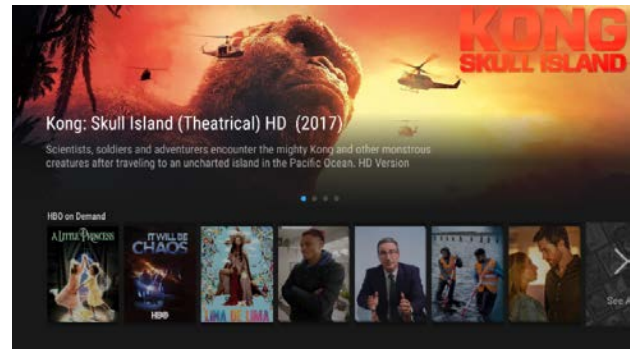 KONG
SKULL ISLAND
Kong: Skull Island (Theatrical) HD (2017)
Scientists, soldiers and adventurers encounter the mighty Kong and other monstrous
creatures after traveling to an uncharted island in the Pacific Ocean. HD Version
HBO on Demand
A LITTLE PRINCESS
IT WILL BE
CHAOS
HBO
LINA DE LIMA
See